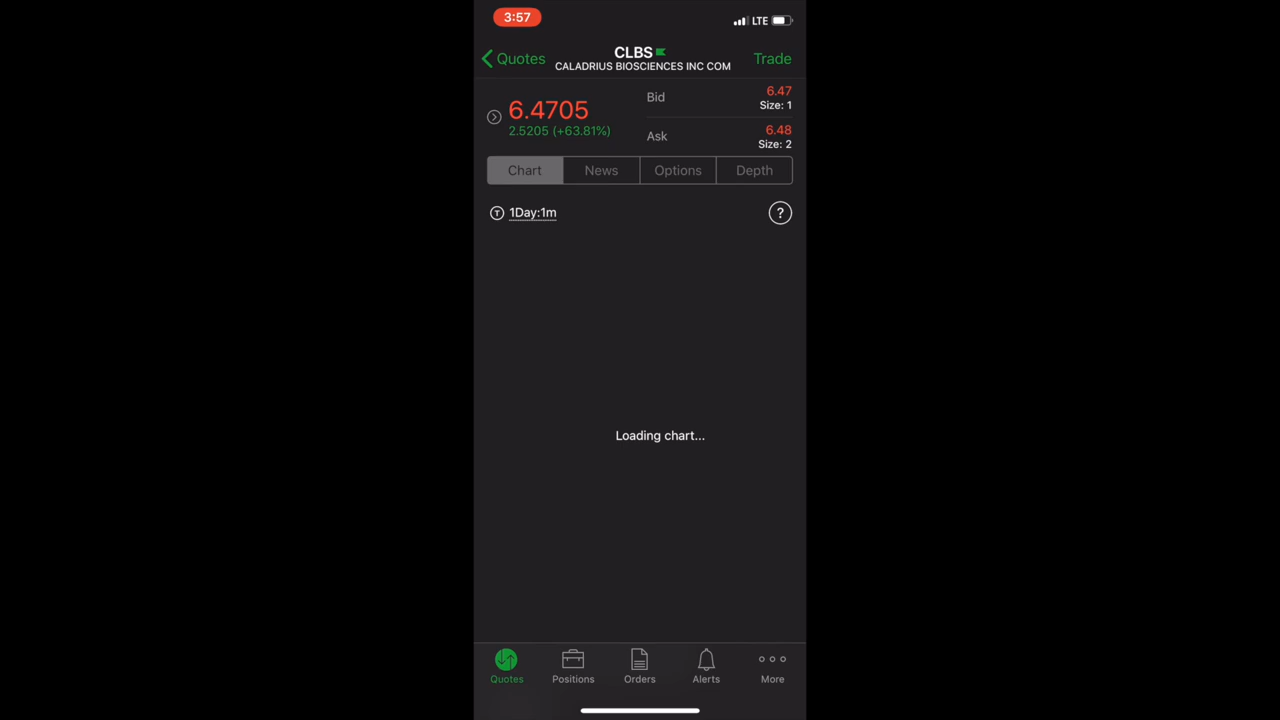 3:57
LTE
Quotes
CLBS
CALADRIUS BIOSCIENCES INC COM
Trade
6.4705
2.5205 (+63.81%)
Bid
6.47
Size: 1
Ask
6.48
Size: 2
Chart
News
Options
Depth
T
1Day:1m
?
Loading chart...
Quotes
Positions
Orders
Alerts
More